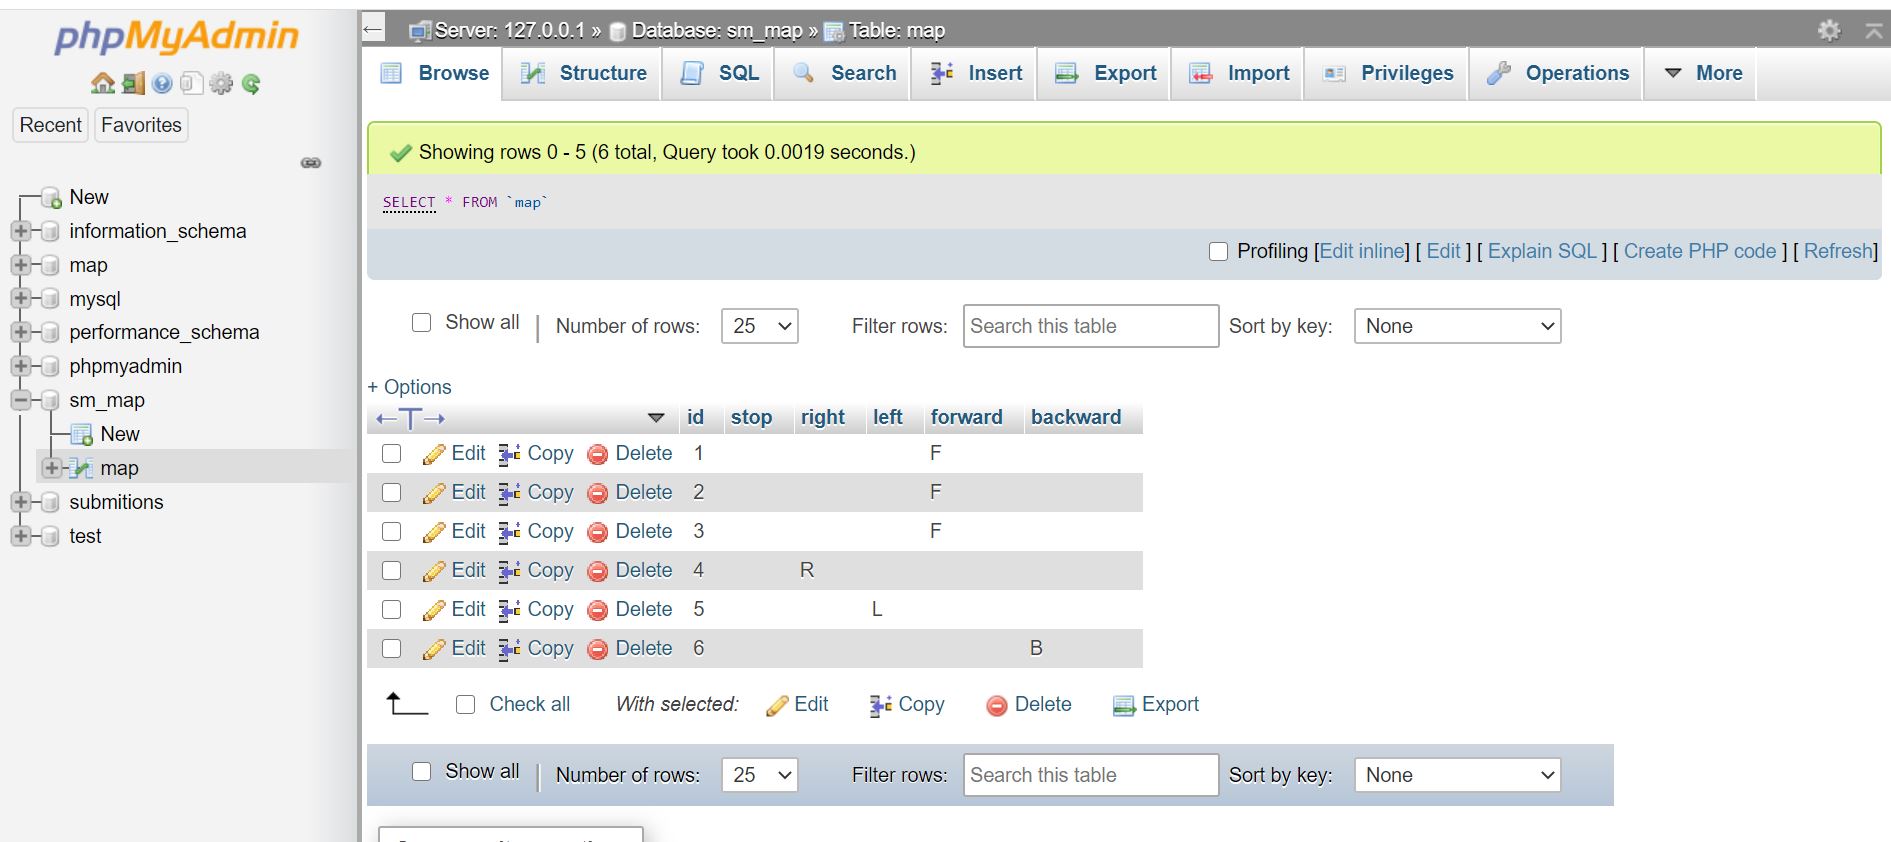 phpMyAdmin
Recent Favorites
New
information_schema
map
mysql
performance_schema
phpmyadmin
sm_map
New
map
submitions
test
Server: 127.0.0.1 » Database: sm_map » Table: map
Browse Structure SQL Search Insert Export Import Privileges Operations More
Showing rows 0 - 5 (6 total, Query took 0.0019 seconds.)
SELECT * FROM `map`
Profiling [Edit inline] [ Edit ] [ Explain SQL ] [ Create PHP code ] [ Refresh]
Show all | Number of rows: 25 Filter rows: Search this table Sort by key: None
+ Options
←T→ id stop right left forward backward
Edit Copy Delete 1 F
Edit Copy Delete 2 F
Edit Copy Delete 3 F
Edit Copy Delete 4 R
Edit Copy Delete 5 L
Edit Copy Delete 6 B
Check all With selected: Edit Copy Delete Export
Show all | Number of rows: 25 Filter rows: Search this table Sort by key: None